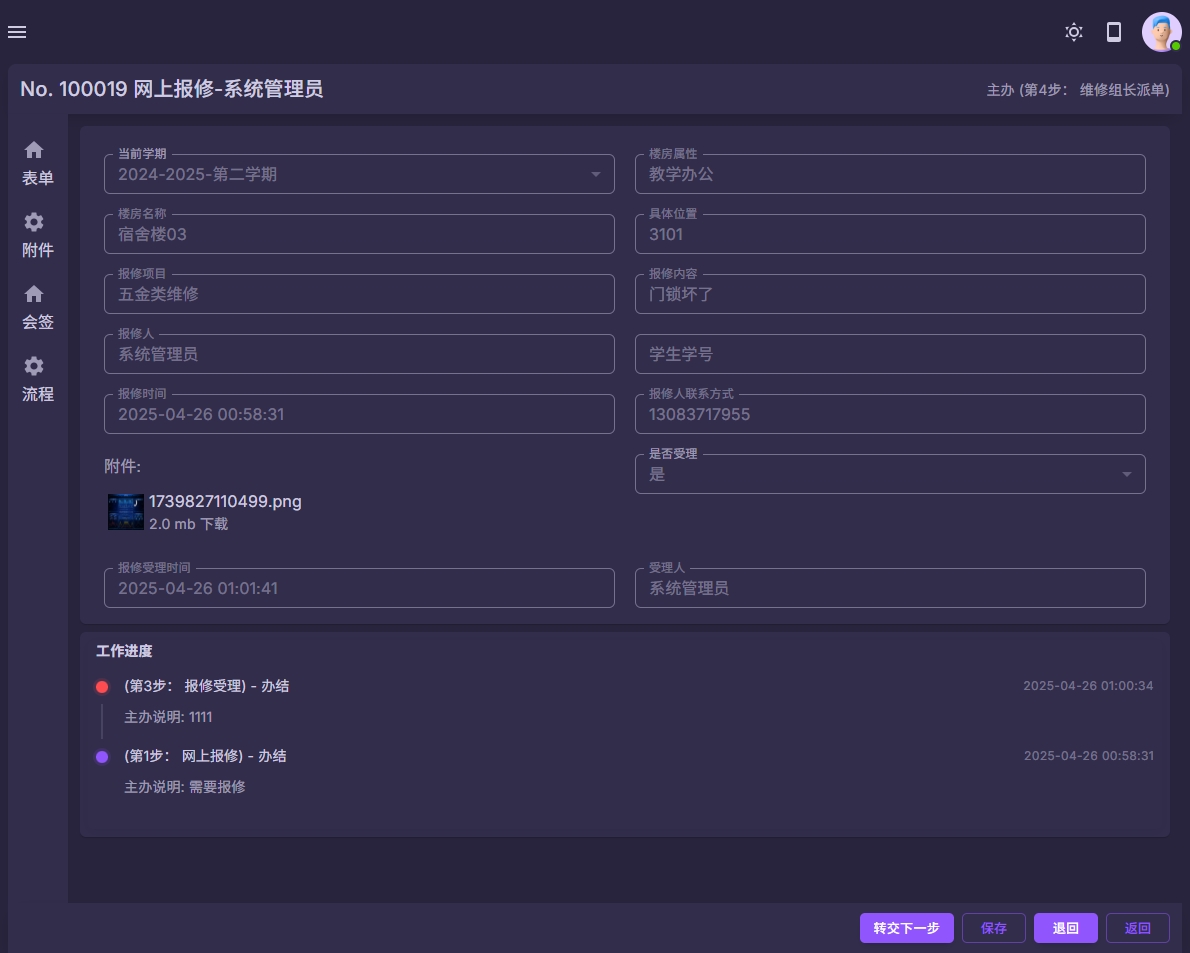 No. 100019 网上报修-系统管理员
主办 (第4步： 维修组长派单)
表单
附件
会签
流程
当前学期
2024-2025-第二学期
楼房属性
教学办公
楼房名称
宿舍楼03
具体位置
3101
报修项目
五金类维修
报修内容
门锁坏了
报修人
系统管理员
学生学号
报修时间
2025-04-26 00:58:31
报修人联系方式
13083717955
附件:
1739827110499.png
2.0 mb 下载
是否受理
是
报修受理时间
2025-04-26 01:01:41
受理人
系统管理员
工作进度
(第3步： 报修受理) - 办结
2025-04-26 01:00:34
主办说明: 1111
(第1步： 网上报修) - 办结
2025-04-26 00:58:31
主办说明: 需要报修
转交下一步
保存
退回
返回